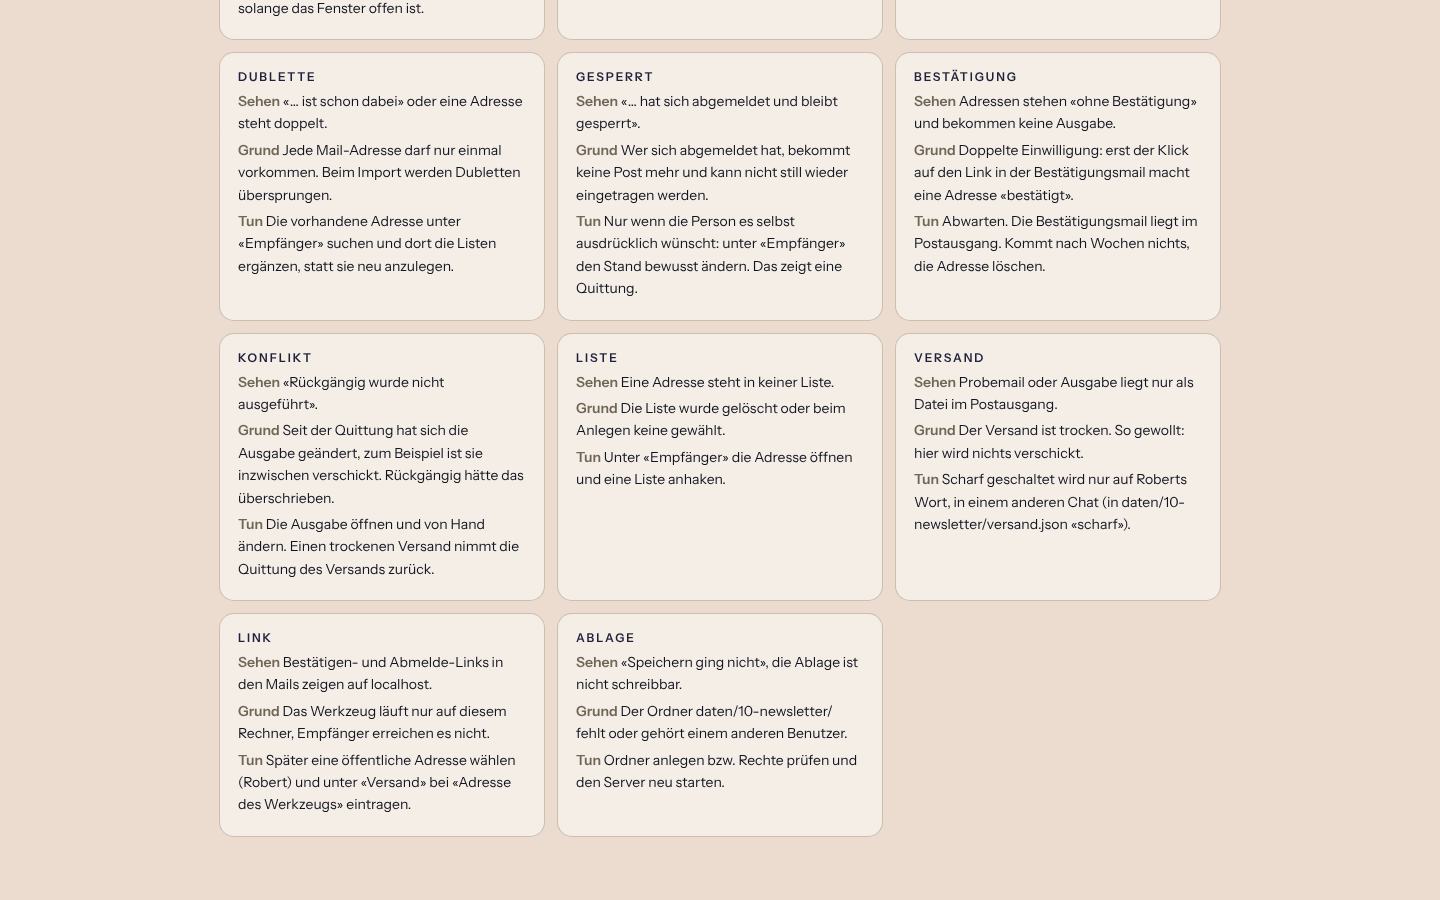 solange das Fenster offen ist.
DUBLETTE
Sehen «… ist schon dabei» oder eine Adresse
steht doppelt.
Grund Jede Mail-Adresse darf nur einmal
vorkommen. Beim Import werden Dubletten
übersprungen.
Tun Die vorhandene Adresse unter
«Empfänger» suchen und dort die Listen
ergänzen, statt sie neu anzulegen.
GESPERRT
Sehen «… hat sich abgemeldet und bleibt
gesperrt».
Grund Wer sich abgemeldet hat, bekommt
keine Post mehr und kann nicht still wieder
eingetragen werden.
Tun Nur wenn die Person es selbst
ausdrücklich wünscht: unter «Empfänger»
den Stand bewusst ändern. Das zeigt eine
Quittung.
BESTÄTIGUNG
Sehen Adressen stehen «ohne Bestätigung»
und bekommen keine Ausgabe.
Grund Doppelte Einwilligung: erst der Klick
auf den Link in der Bestätigungsmail macht
eine Adresse «bestätigt».
Tun Abwarten. Die Bestätigungsmail liegt im
Postausgang. Kommt nach Wochen nichts,
die Adresse löschen.
KONFLIKT
Sehen «Rückgängig wurde nicht
ausgeführt».
Grund Seit der Quittung hat sich die
Ausgabe geändert, zum Beispiel ist sie
inzwischen verschickt. Rückgängig hätte das
überschrieben.
Tun Die Ausgabe öffnen und von Hand
ändern. Einen trockenen Versand nimmt die
Quittung des Versands zurück.
LISTE
Sehen Eine Adresse steht in keiner Liste.
Grund Die Liste wurde gelöscht oder beim
Anlegen keine gewählt.
Tun Unter «Empfänger» die Adresse öffnen
und eine Liste anhaken.
VERSAND
Sehen Probemail oder Ausgabe liegt nur als
Datei im Postausgang.
Grund Der Versand ist trocken. So gewollt:
hier wird nichts verschickt.
Tun Scharf geschaltet wird nur auf Roberts
Wort, in einem anderen Chat (in daten/10-
newsletter/versand.json «scharf»).
LINK
Sehen Bestätigen- und Abmelde-Links in
den Mails zeigen auf localhost.
Grund Das Werkzeug läuft nur auf diesem
Rechner, Empfänger erreichen es nicht.
Tun Später eine öffentliche Adresse wählen
(Robert) und unter «Versand» bei «Adresse
des Werkzeugs» eintragen.
ABLAGE
Sehen «Speichern ging nicht», die Ablage ist
nicht schreibbar.
Grund Der Ordner daten/10-newsletter/
fehlt oder gehört einem anderen Benutzer.
Tun Ordner anlegen bzw. Rechte prüfen und
den Server neu starten.